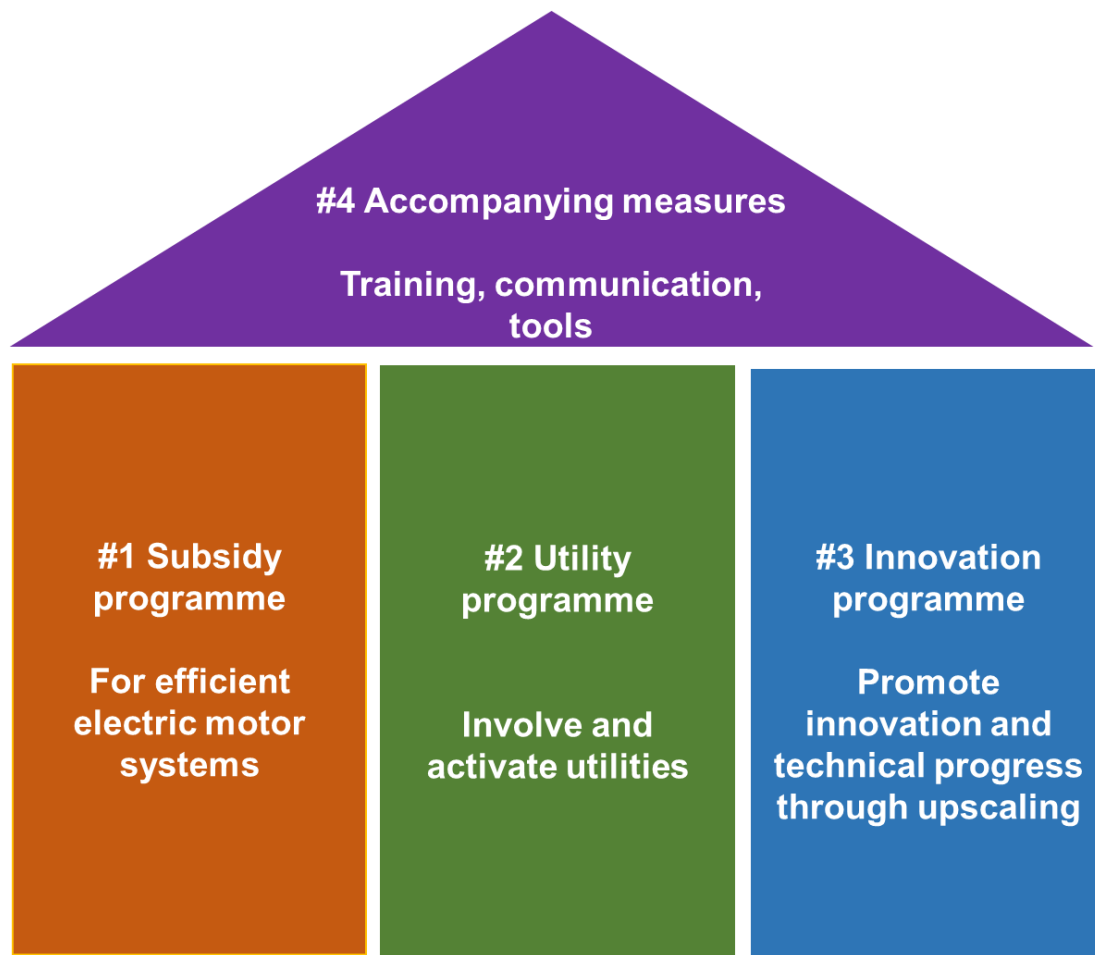 #4 Accompanying measures
Training, communication,
tools
#1 Subsidy
programme
For efficient
electric motor
systems
#2 Utility
programme
Involve and
activate utilities
#3 Innovation
programme
Promote
innovation and
technical progress
through upscaling